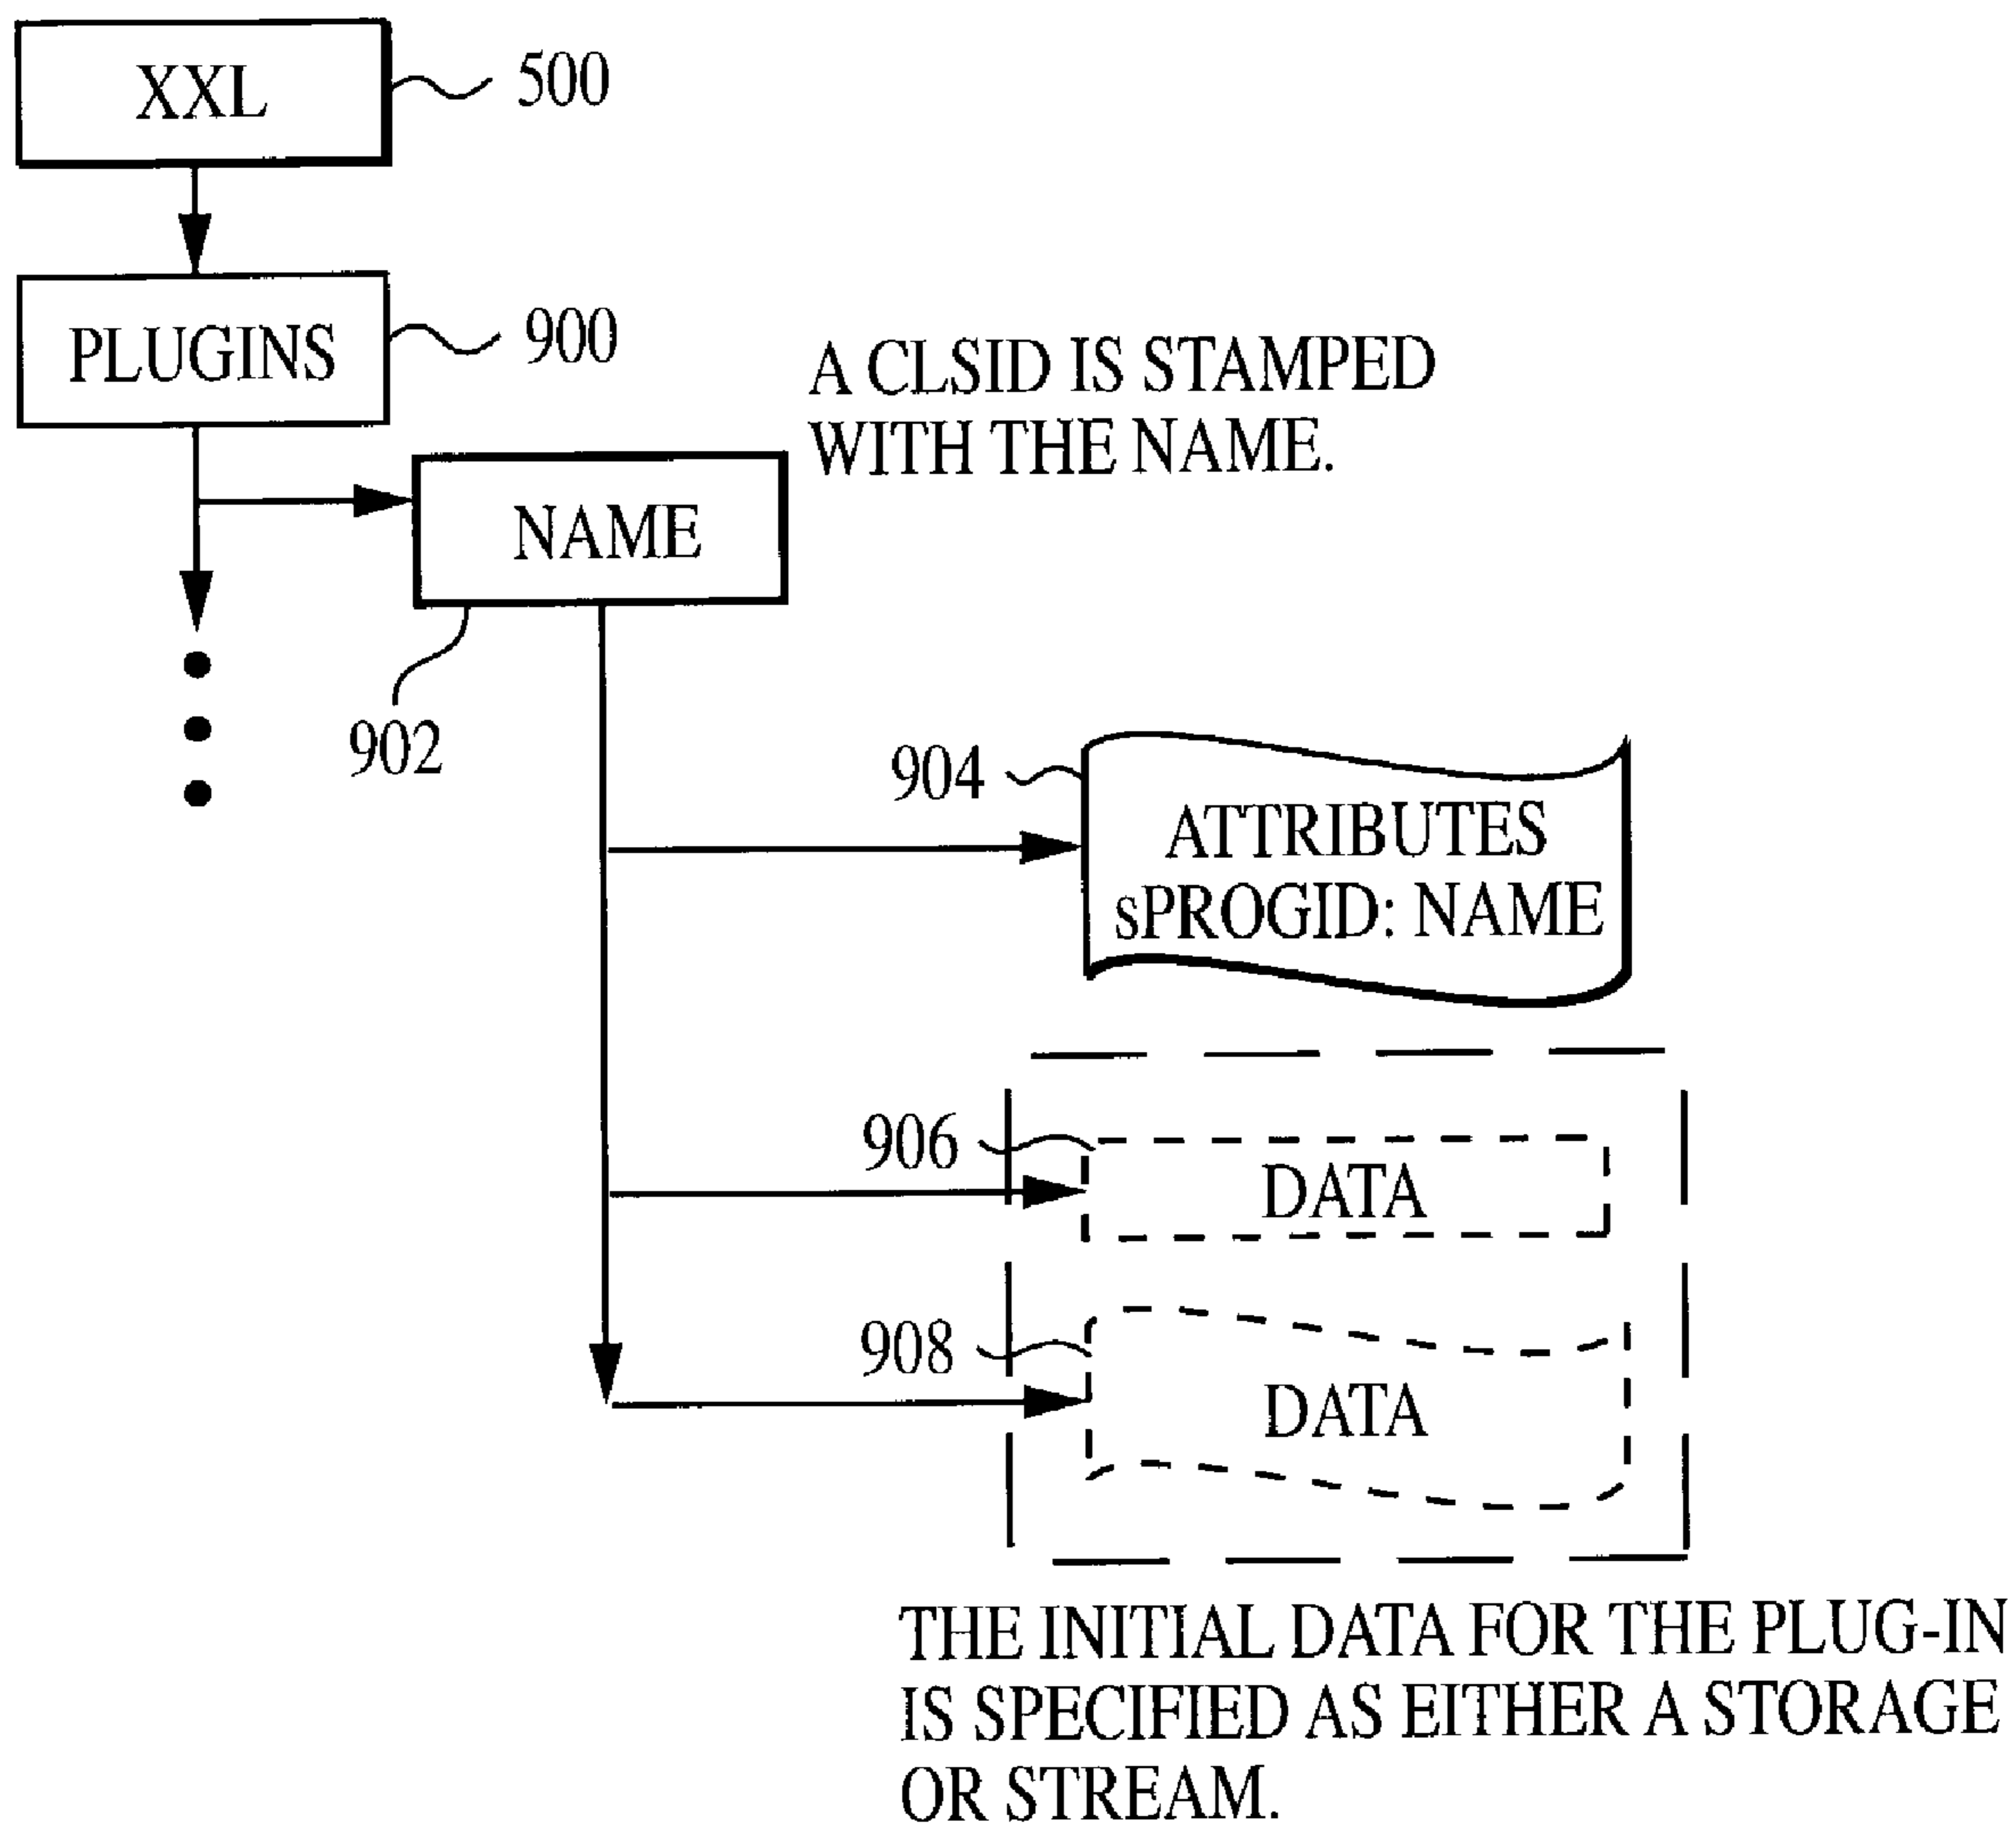 XXL
500
PLUGINS
900
A CLSID IS STAMPED
WITH THE NAME.
NAME
902
904
ATTRIBUTES
sPROGID: NAME
906
DATA
908
DATA
THE INITIAL DATA FOR THE PLUG-IN
IS SPECIFIED AS EITHER A STORAGE
OR STREAM.